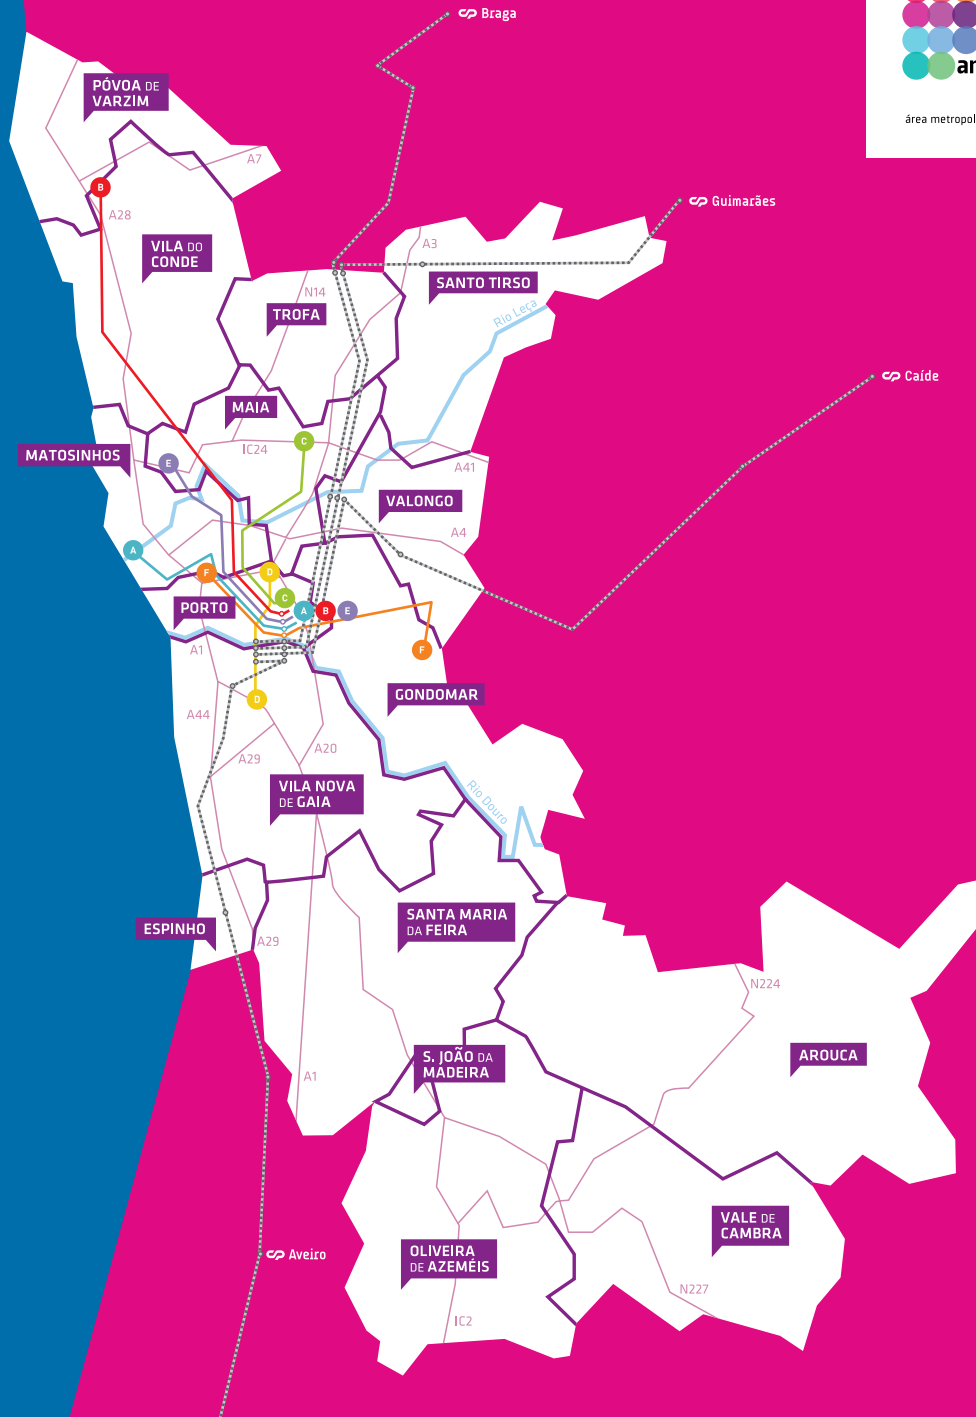 Braga
PÓVOA DE
VARZIM
área metropol
A7
B
Guimarães
A28
VILA DO
CONDE
A3
SANTO TIRSO
N14
TROFA
Rio Leça
Caíde
MAIA
C
IC24
MATOSINHOS
E
A41
VALONGO
A4
A
F
D
C
PORTO
A
B
E
A1
F
GONDOMAR
D
A44
A20
A29
VILA NOVA
DE GAIA
Rio Douro
SANTA MARIA
DA FEIRA
ESPINHO
A29
N224
S. JOÃO DA
MADEIRA
AROUCA
A1
VALE DE
CAMBRA
Aveiro
OLIVEIRA
DE AZEMÉIS
N227
IC2